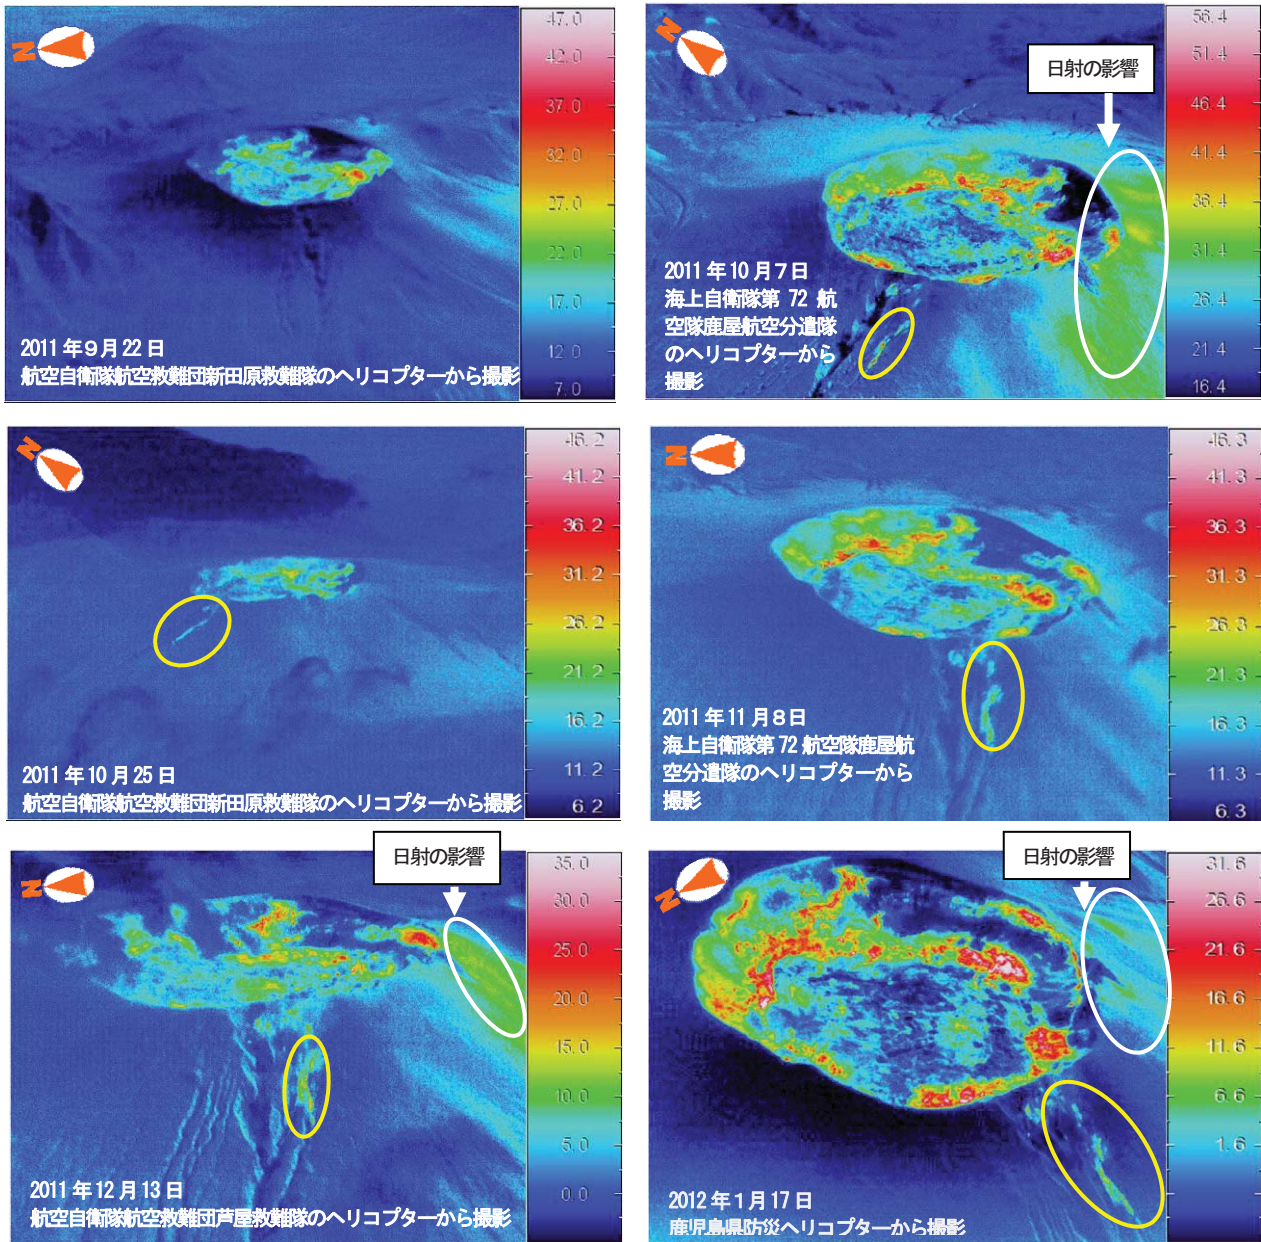 N
47.0
42.0
37.0
32.0
27.0
22.0
17.0
12.0
7.0
2011年9月22日
航空自衛隊航空救難団新田原救難隊のヘリコプターから撮影
N
日射の影響
56.4
51.4
46.4
41.4
36.4
31.4
26.4
21.4
16.4
2011年10月7日
海上自衛隊第 72 航
空隊鹿屋航空分遣隊
のヘリコプターから
撮影
N
46.2
41.2
36.2
31.2
26.2
21.2
16.2
11.2
6.2
2011年10月25日
航空自衛隊航空救難団新田原救難隊のヘリコプターから撮影
N
46.3
41.3
36.3
31.3
26.3
21.3
16.3
11.3
6.3
2011年11月8日
海上自衛隊第72航空隊鹿屋航
空分遣隊のヘリコプターから
撮影
N
日射の影響
35.0
30.0
25.0
20.0
15.0
10.0
5.0
0.0
2011年12月13日
航空自衛隊航空救難団芦屋救難隊のヘリコプターから撮影
N
日射の影響
31.6
26.6
21.6
16.6
11.6
6.6
1.6
2012年1月17日
鹿児島県防災ヘリコプターから撮影